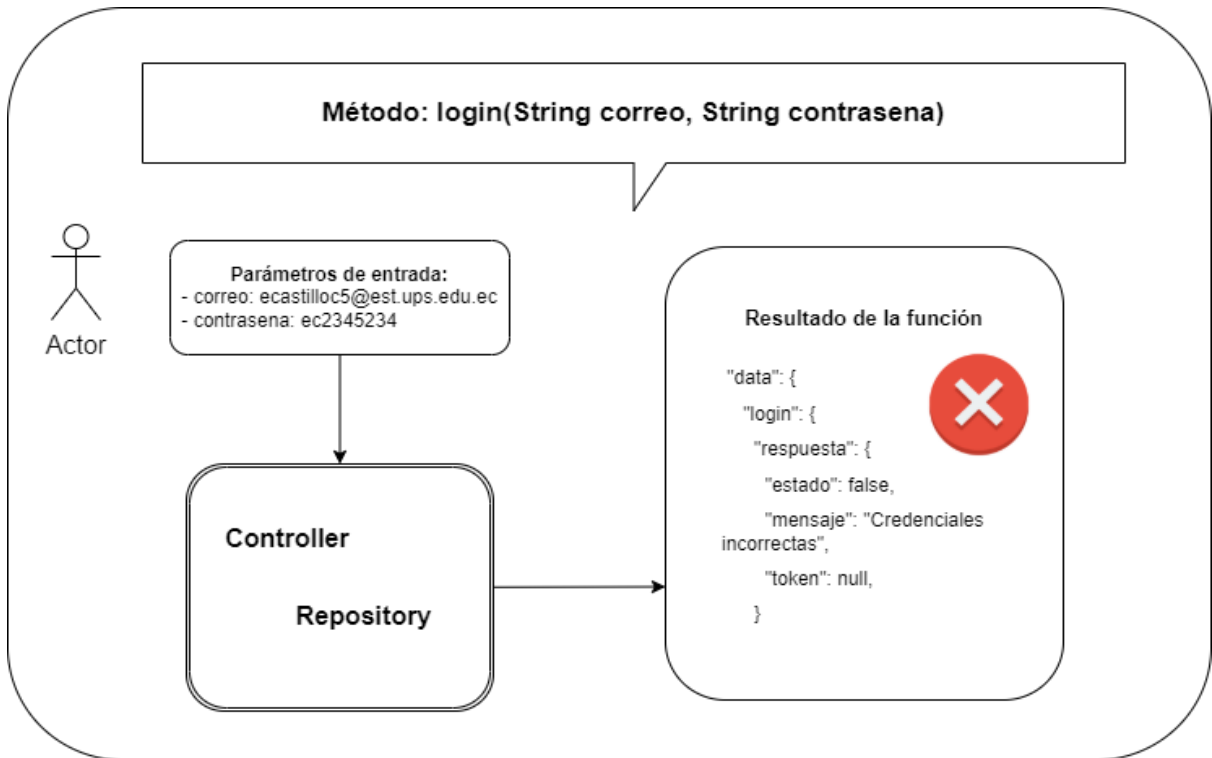 Método: login(String correo, String contrasena)
Actor
Parámetros de entrada:
- correo: ecastilloc5@est.ups.edu.ec
- contrasena: ec2345234
Controller
Repository
Resultado de la función
"data": {
"login": {
"respuesta": {
"estado": false,
"mensaje": "Credenciales
incorrectas",
"token": null,
}